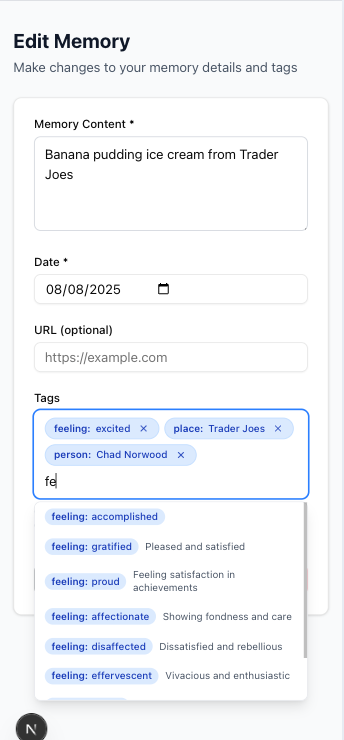 Edit Memory
Make changes to your memory details and tags
Memory Content *
Banana pudding ice cream from Trader
Joes
Date *
08/08/2025
URL (optional)
https://example.com
Tags
feeling: excited ×  place: Trader Joes ×
person: Chad Norwood ×
fe
feeling: accomplished
feeling: gratified Pleased and satisfied
feeling: proud Feeling satisfaction in
achievements
feeling: affectionate Showing fondness and care
feeling: disaffected Dissatisfied and rebellious
feeling: effervescent Vivacious and enthusiastic
N